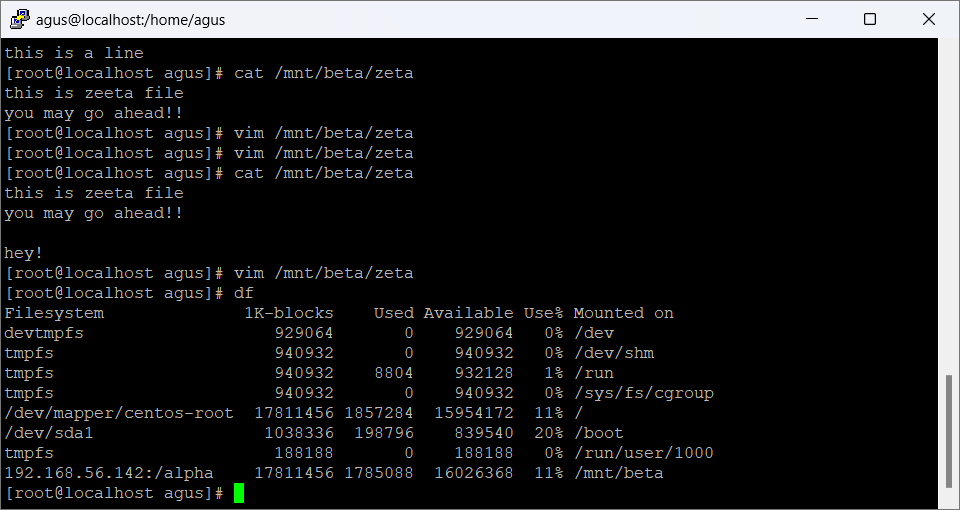 agus@localhost:/home/agus
this is a line
[root@localhost agus]# cat /mnt/beta/zeta
this is zeeta file
you may go ahead!!
[root@localhost agus]# vim /mnt/beta/zeta
[root@localhost agus]# vim /mnt/beta/zeta
[root@localhost agus]# cat /mnt/beta/zeta
this is zeeta file
you may go ahead!!

hey!
[root@localhost agus]# vim /mnt/beta/zeta
[root@localhost agus]# df
Filesystem              1K-blocks    Used Available Use% Mounted on
devtmpfs                   929064       0    929064   0% /dev
tmpfs                      940932       0    940932   0% /dev/shm
tmpfs                      940932    8804    932128   1% /run
tmpfs                      940932       0    940932   0% /sys/fs/cgroup
/dev/mapper/centos-root  17811456 1857284  15954172  11% /
/dev/sda1                 1038336  198796    839540  20% /boot
tmpfs                      188188       0    188188   0% /run/user/1000
192.168.56.142:/alpha    17811456 1785088  16026368  11% /mnt/beta
[root@localhost agus]#